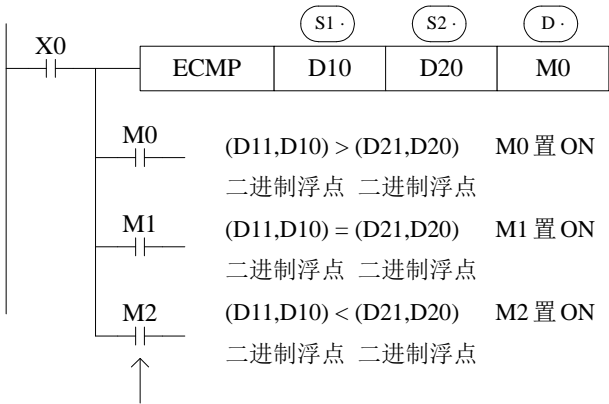 S1· S2· D·
X0
ECMP D10 D20 M0
M0 (D11,D10) > (D21,D20) M0 置 ON
二进制浮点 二进制浮点
M1 (D11,D10) = (D21,D20) M1 置 ON
二进制浮点 二进制浮点
M2 (D11,D10) < (D21,D20) M2 置 ON
二进制浮点 二进制浮点